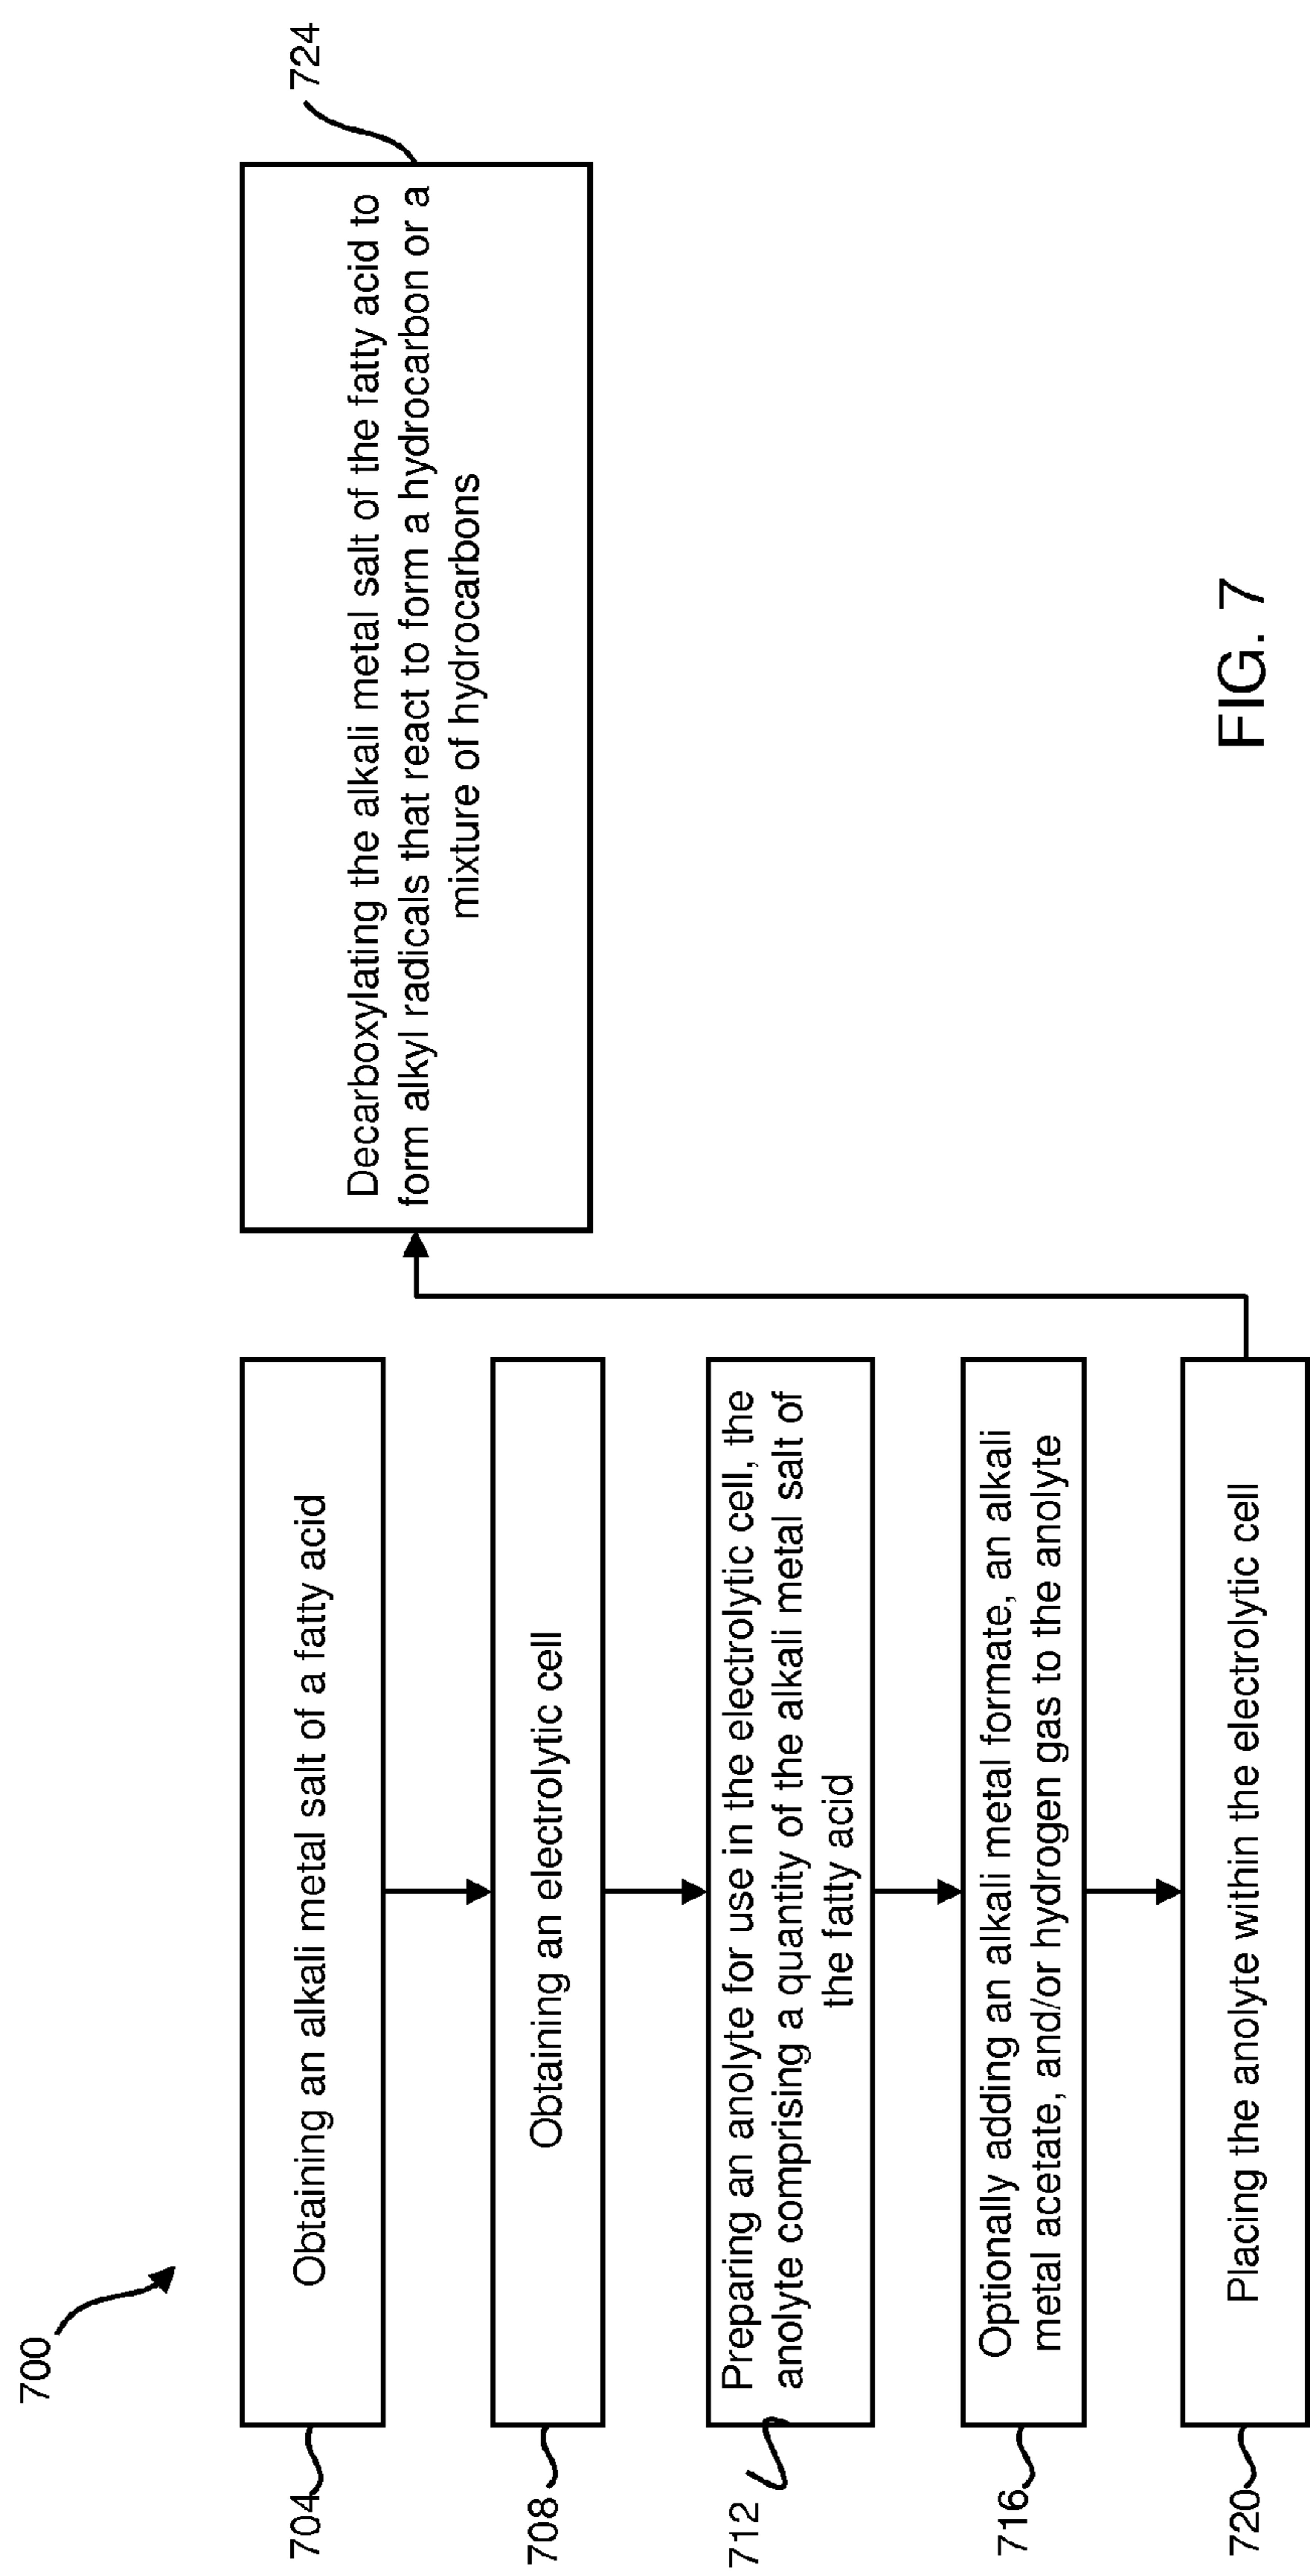 700
704
Obtaining an alkali metal salt of a fatty acid
708
Obtaining an electrolytic cell
712
Preparing an anolyte for use in the electrolytic cell, the
anolyte comprising a quantity of the alkali metal salt of
the fatty acid
716
Optionally adding an alkali metal formate, an alkali
metal acetate, and/or hydrogen gas to the anolyte
720
Placing the anolyte within the electrolytic cell
724
Decarboxylating the alkali metal salt of the fatty acid to
form alkyl radicals that react to form a hydrocarbon or a
mixture of hydrocarbons
FIG. 7